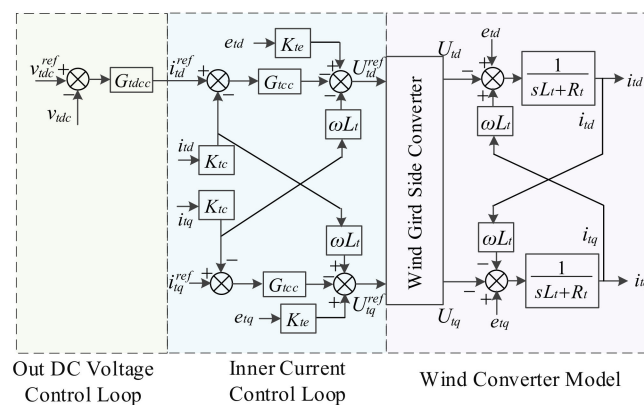 e_td K_te U_td^ref U_td e_td
v_tdc^ref + − G_tdcc i_td^ref + − G_tcc − + − − + + 1 i_td
v_tdc sL_t+R_t
ωL_t ωL_t i_td
i_td K_tc
K_tc
i_tq
Wind Gird Side Converter
ωL_t ωL_t i_tq
i_tq^ref + − G_tcc − + + − − + 1 i_t
sL_t+R_t
e_tq K_te U_tq^ref U_tq e_tq
Out DC Voltage
Control Loop
Inner Current
Control Loop
Wind Converter Model